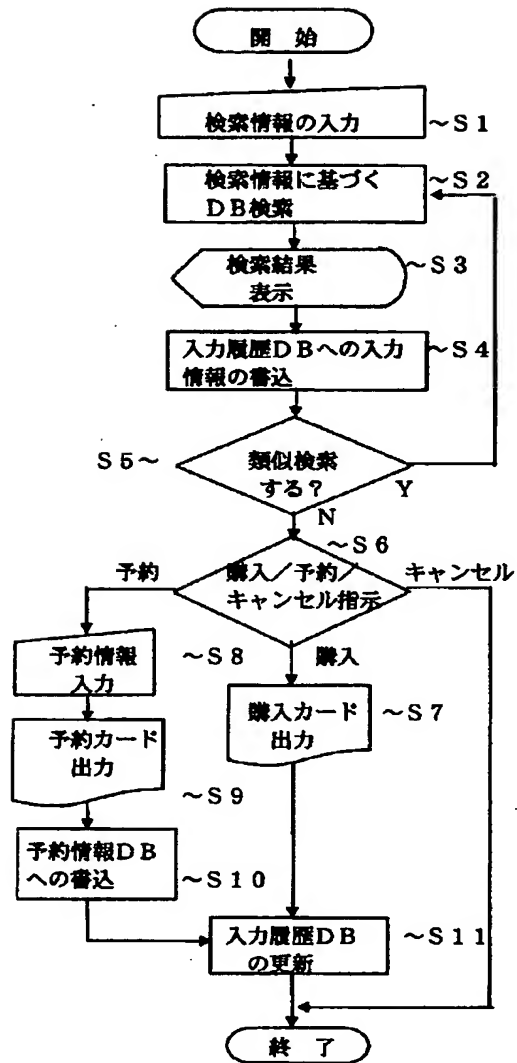 開 始
検索情報の入力
～S1
検索情報に基づく
DB検索
～S2
検索結果
表示
～S3
入力履歴DBへの入力
情報の書込
～S4
S5～
類似検索
する？
Y
N
～S6
予約
購入／予約／
キャンセル指示
キャンセル
購入
予約情報
入力
～S8
購入カード
出力
～S7
予約カード
出力
～S9
予約情報DB
への書込
～S10
入力履歴DB
の更新
～S11
終 了